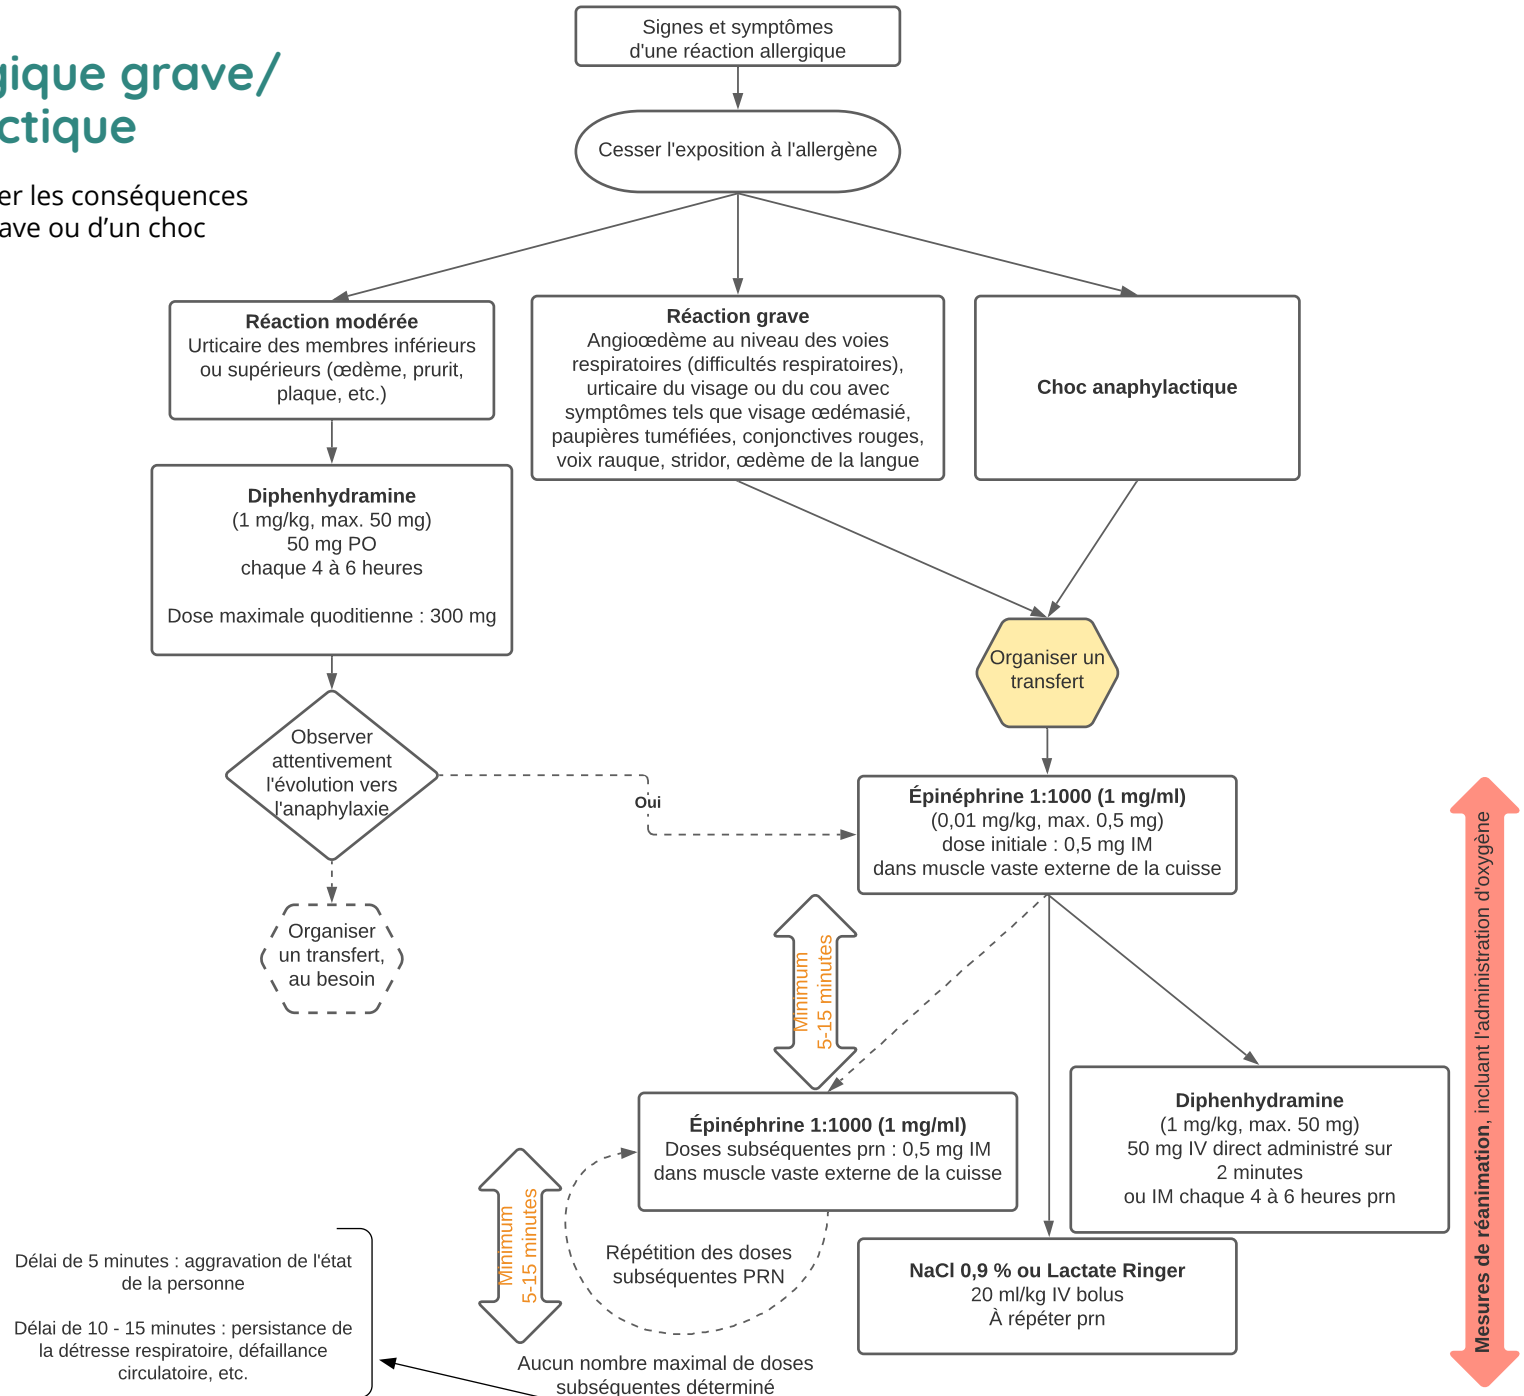 Signes et symptômes
d'une réaction allergique
gique grave/
ctique
er les conséquences
ave ou d’un choc
Cesser l'exposition à l'allergène
Réaction modérée
Urticaire des membres inférieurs
ou supérieurs (œdème, prurit,
plaque, etc.)
Réaction grave
Angioœdème au niveau des voies
respiratoires (difficultés respiratoires),
urticaire du visage ou du cou avec
symptômes tels que visage œdémasié,
paupières tuméfiées, conjonctives rouges,
voix rauque, stridor, œdème de la langue
Choc anaphylactique
Diphenhydramine
(1 mg/kg, max. 50 mg)
50 mg PO
chaque 4 à 6 heures
Dose maximale quoditienne : 300 mg
Organiser un
transfert
Observer
attentivement
l'évolution vers
l'anaphylaxie
Oui
Organiser
un transfert,
au besoin
Épinéphrine 1:1000 (1 mg/ml)
(0,01 mg/kg, max. 0,5 mg)
dose initiale : 0,5 mg IM
dans muscle vaste externe de la cuisse
Minimum
5-15 minutes
Épinéphrine 1:1000 (1 mg/ml)
Doses subséquentes prn : 0,5 mg IM
dans muscle vaste externe de la cuisse
Diphenhydramine
(1 mg/kg, max. 50 mg)
50 mg IV direct administré sur
2 minutes
ou IM chaque 4 à 6 heures prn
NaCl 0,9 % ou Lactate Ringer
20 ml/kg IV bolus
À répéter prn
Mesures de réanimation, incluant l'administration d'oxygène
Minimum
5-15 minutes
Répétition des doses
subséquentes PRN
Aucun nombre maximal de doses
subséquentes déterminé
Délai de 5 minutes : aggravation de l'état
de la personne
Délai de 10 - 15 minutes : persistance de
la détresse respiratoire, défaillance
circulatoire, etc.